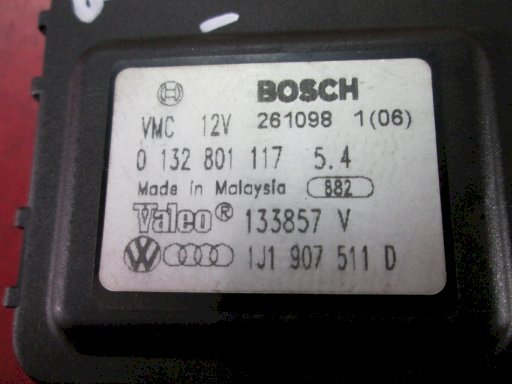 BOSCH
VMC 12V 261098 1(06)
0 132 801 117 5.4
Made in Malaysia 882
Valeo® 133857 V
1J1 907 511 D